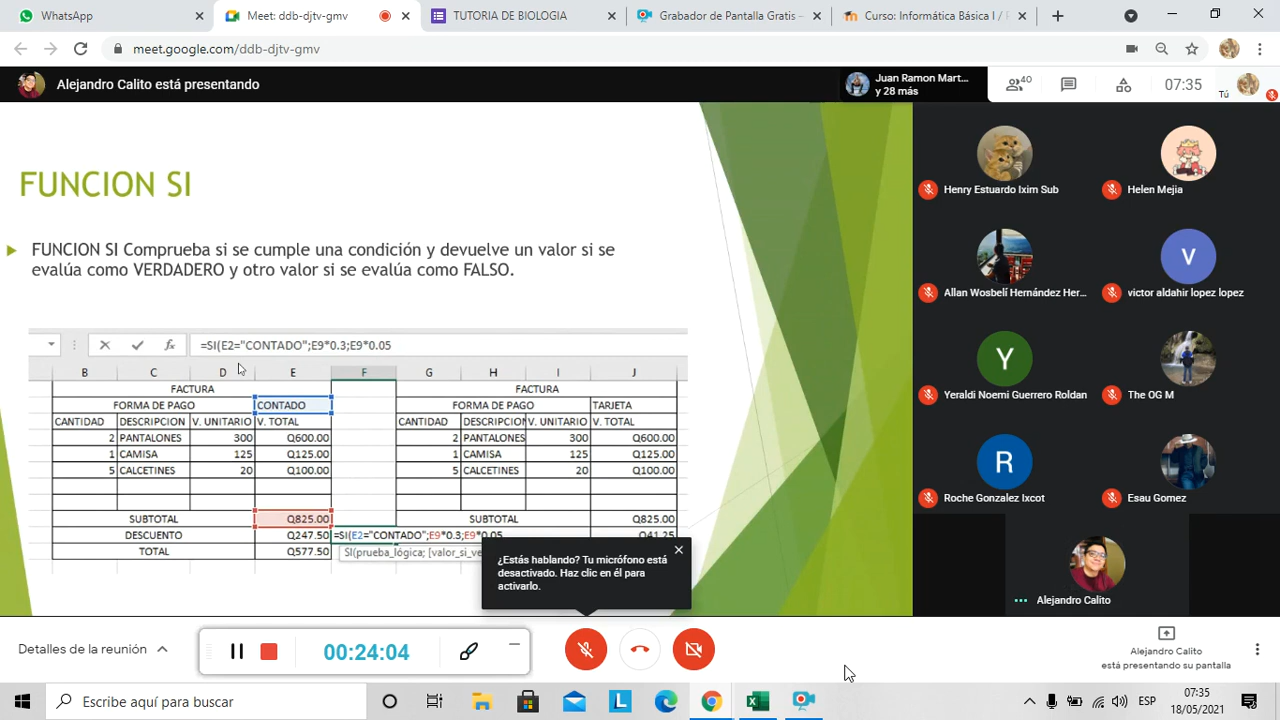 WhatsApp
Meet: ddb-djtv-gmv
TUTORIA DE BIOLOGIA
Grabador de Pantalla Gratis –
Curso: Informática Básica I / F
meet.google.com/ddb-djtv-gmv
Alejandro Calito está presentando
Juan Ramon Mart...
y 28 más
40
07:35
Tú
FUNCION SI
FUNCION SI Comprueba si se cumple una condición y devuelve un valor si se
evalúa como VERDADERO y otro valor si se evalúa como FALSO.
=SI(E2="CONTADO";E9*0.3;E9*0.05
B C D E F G H I J
FACTURA FACTURA
FORMA DE PAGO CONTADO FORMA DE PAGO TARJETA
CANTIDAD DESCRIPCION V. UNITARIO V. TOTAL CANTIDAD DESCRIPCION V. UNITARIO V. TOTAL
2 PANTALONES 300 Q600.00 2 PANTALONES 300 Q600.00
1 CAMISA 125 Q125.00 1 CAMISA 125 Q125.00
5 CALCETINES 20 Q100.00 5 CALCETINES 20 Q100.00
SUBTOTAL Q825.00 SUBTOTAL Q825.00
DESCUENTO Q247.50 =SI(E2="CONTADO";E9*0.3;E9*0.05 Q41.25
TOTAL Q577.50 SI(prueba_lógica; [valor_si_ve
¿Estás hablando? Tu micrófono está
desactivado. Haz clic en él para
activarlo.
Henry Estuardo Ixim Sub
Helen Mejia
Allan Wosbelí Hernández Her...
V
victor aldahir lopez lopez
Y
Yeraldi Noemi Guerrero Roldan
The OG M
R
Roche Gonzalez Ixcot
Esau Gomez
Alejandro Calito
Detalles de la reunión
00:24:04
Alejandro Calito
está presentando su pantalla
Escribe aquí para buscar
L
ESP
07:35
18/05/2021